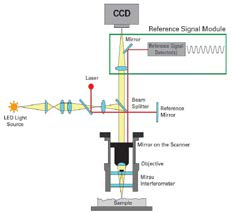 CCD
Reference Signal Module
Mirror
Reference Signal
Detector(s)
Laser
LED Light
Source
Beam
Splitter
Reference
Mirror
Mirror on the Scanner
Objective
Mirau
Interferometer
Sample